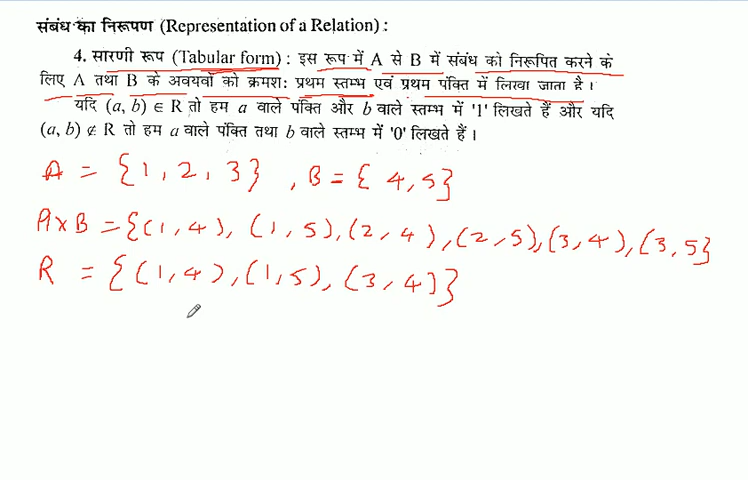 संबंध का निरूपण (Representation of a Relation) :
4. सारणी रूप (Tabular form) : इस रूप में A से B में संबंध को निरूपित करने के
लिए A तथा B के अवयवों को क्रमश: प्रथम स्तम्भ एवं प्रथम पंक्ति में लिखा जाता है।
यदि (a, b) ∈ R तो हम a वाले पंक्ति और b वाले स्तम्भ में '1' लिखते हैं और यदि
(a, b) ∉ R तो हम a वाले पंक्ति तथा b वाले स्तम्भ में '0' लिखते हैं।
A = {1, 2, 3} , B = { 4, 5}
A×B = {(1, 4), (1, 5), (2, 4), (2, 5), (3, 4), (3, 5}
R = {(1, 4), (1, 5), (3, 4)}